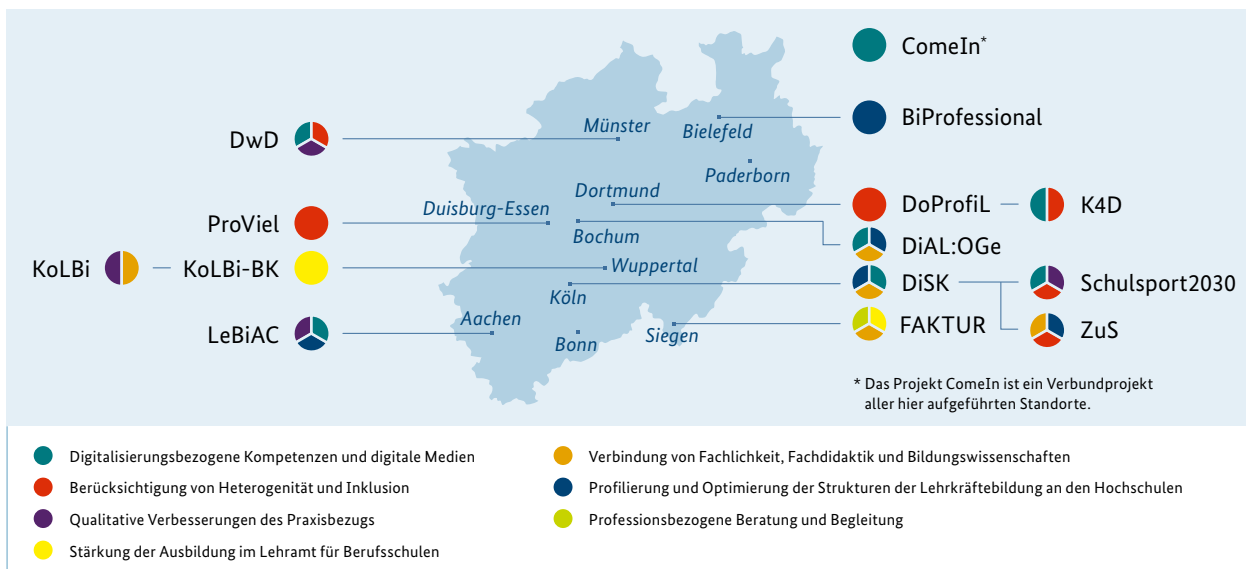 ComeIn*
BiProfessional
DwD
Münster
Bielefeld
Paderborn
Dortmund
DoProfiL
K4D
Duisburg-Essen
ProViel
Bochum
DiAL:OGe
KoLBi
KoLBi-BK
Wuppertal
Köln
DiSK
Schulsport2030
Aachen
LeBiAC
Bonn
Siegen
FAKTUR
ZuS
* Das Projekt ComeIn ist ein Verbundprojekt
aller hier aufgeführten Standorte.
Digitalisierungsbezogene Kompetenzen und digitale Medien
Berücksichtigung von Heterogenität und Inklusion
Qualitative Verbesserungen des Praxisbezugs
Stärkung der Ausbildung im Lehramt für Berufsschulen
Verbindung von Fachlichkeit, Fachdidaktik und Bildungswissenschaften
Profilierung und Optimierung der Strukturen der Lehrkräftebildung an den Hochschulen
Professionsbezogene Beratung und Begleitung